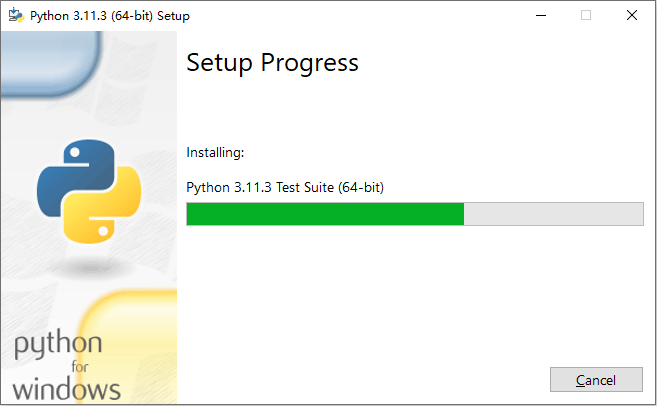 Python 3.11.3 (64-bit) Setup
Setup Progress
Installing:
Python 3.11.3 Test Suite (64-bit)
python
for
windows
Cancel